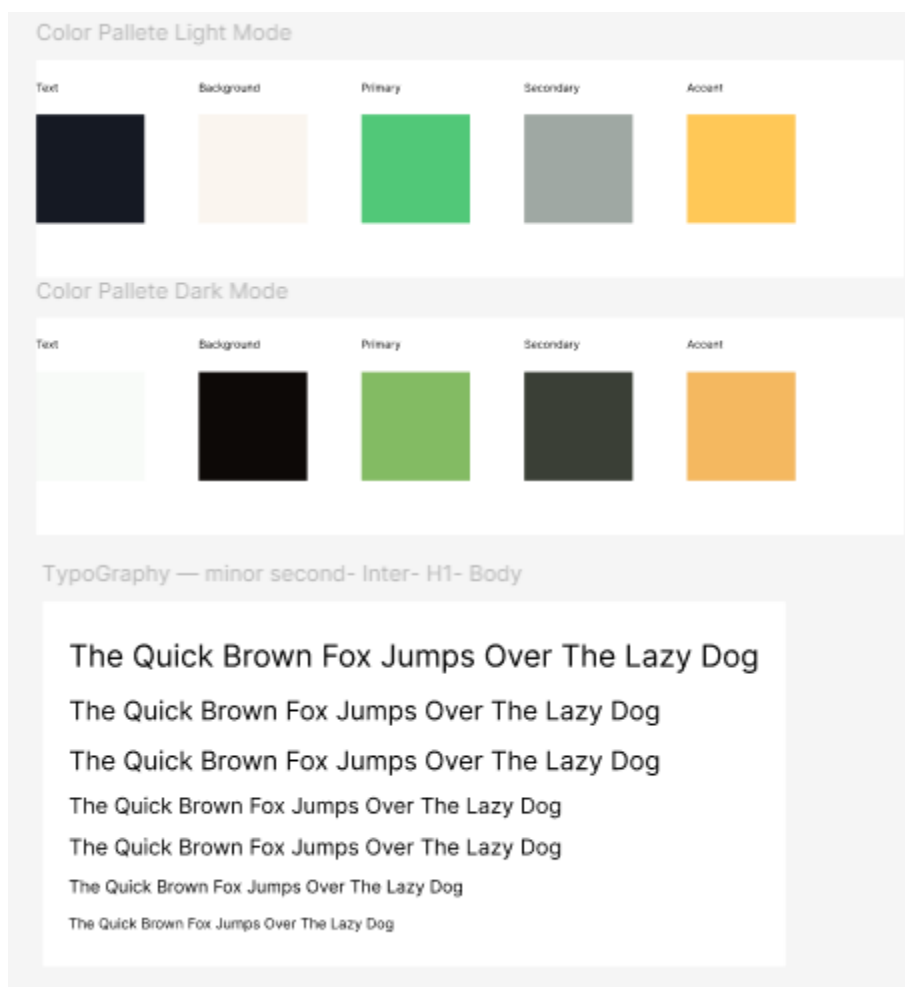 Color Pallete Light Mode
Text Background Primary Secondary Accent
Color Pallete Dark Mode
Text Background Primary Secondary Accent
TypoGraphy — minor second- Inter- H1- Body
The Quick Brown Fox Jumps Over The Lazy Dog
The Quick Brown Fox Jumps Over The Lazy Dog
The Quick Brown Fox Jumps Over The Lazy Dog
The Quick Brown Fox Jumps Over The Lazy Dog
The Quick Brown Fox Jumps Over The Lazy Dog
The Quick Brown Fox Jumps Over The Lazy Dog
The Quick Brown Fox Jumps Over The Lazy Dog